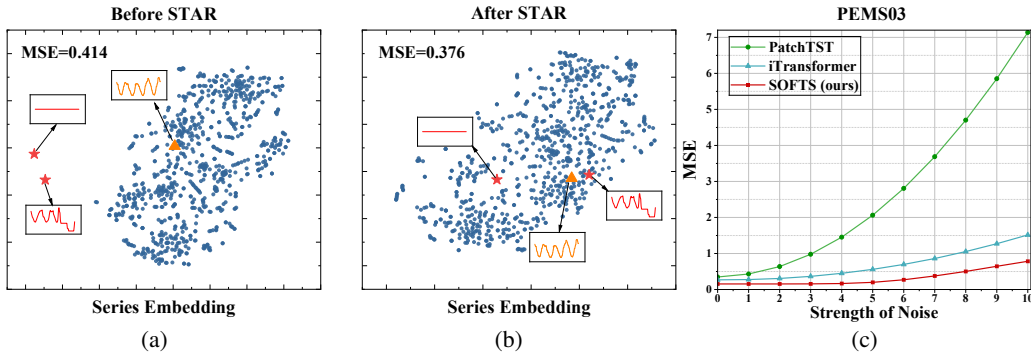 Before STAR
MSE=0.414
Series Embedding
(a)
After STAR
MSE=0.376
Series Embedding
(b)
PEMS03
PatchTST
iTransformer
SOFTS (ours)
MSE
7
6
5
4
3
2
1
0
0 1 2 3 4 5 6 7 8 9 10
Strength of Noise
(c)